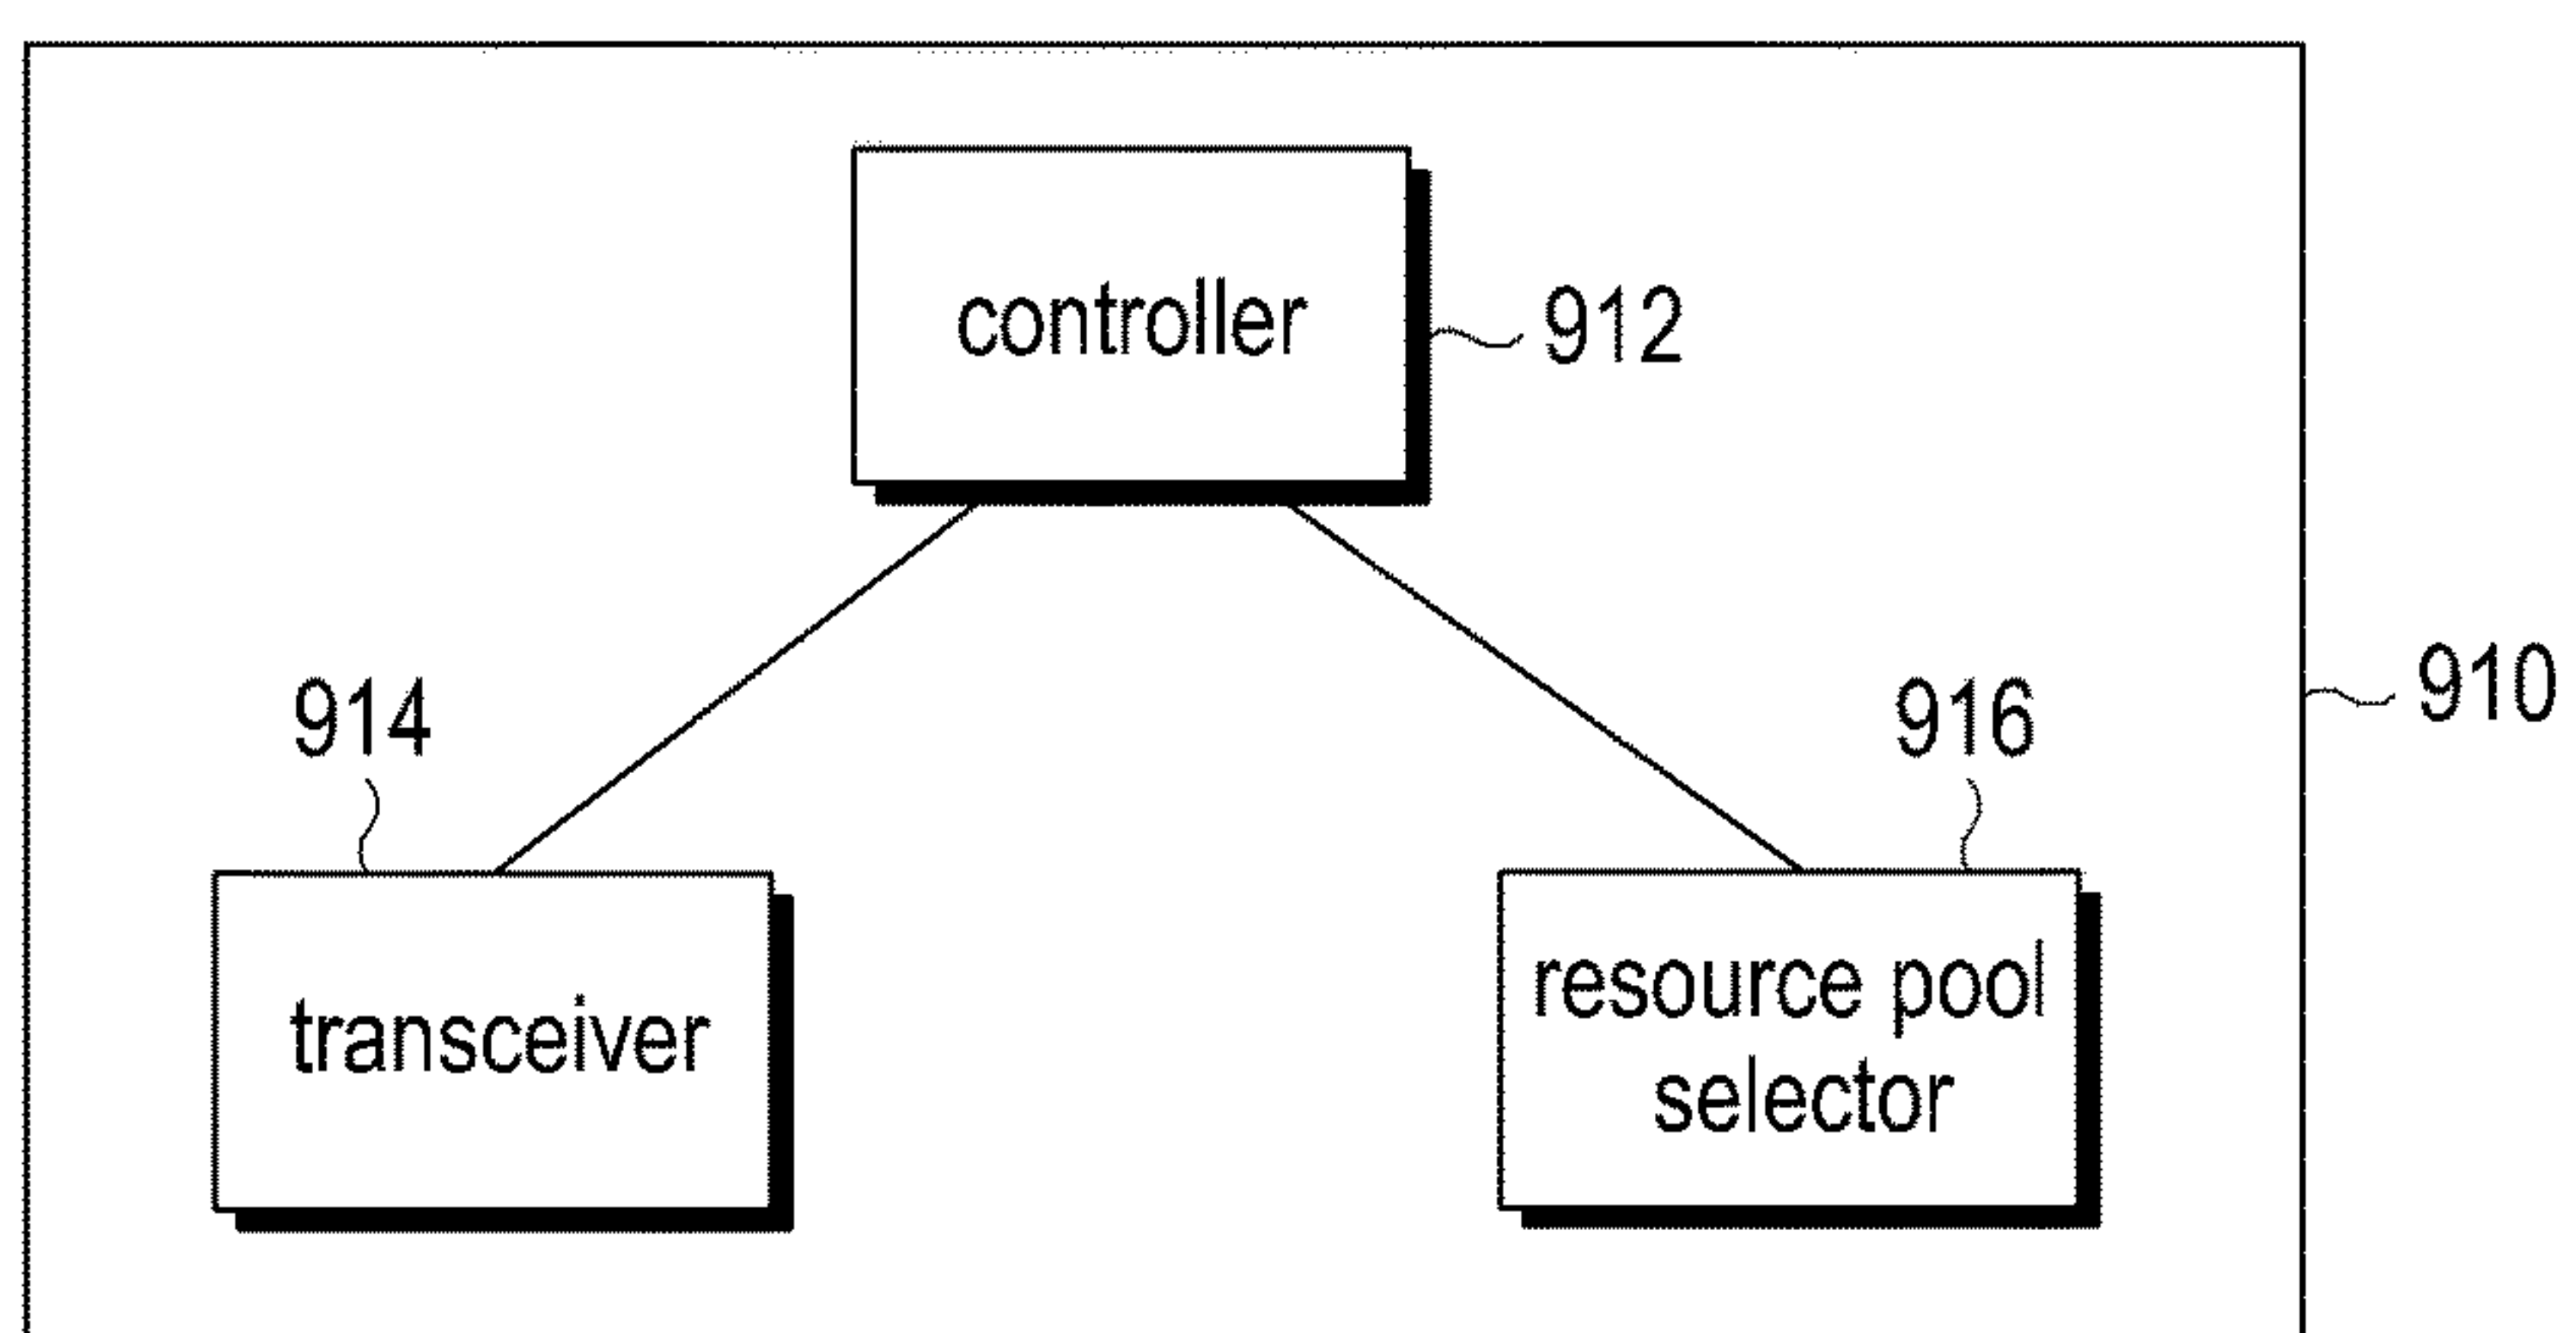 controller
912
910
914
916
transceiver
resource pool
selector